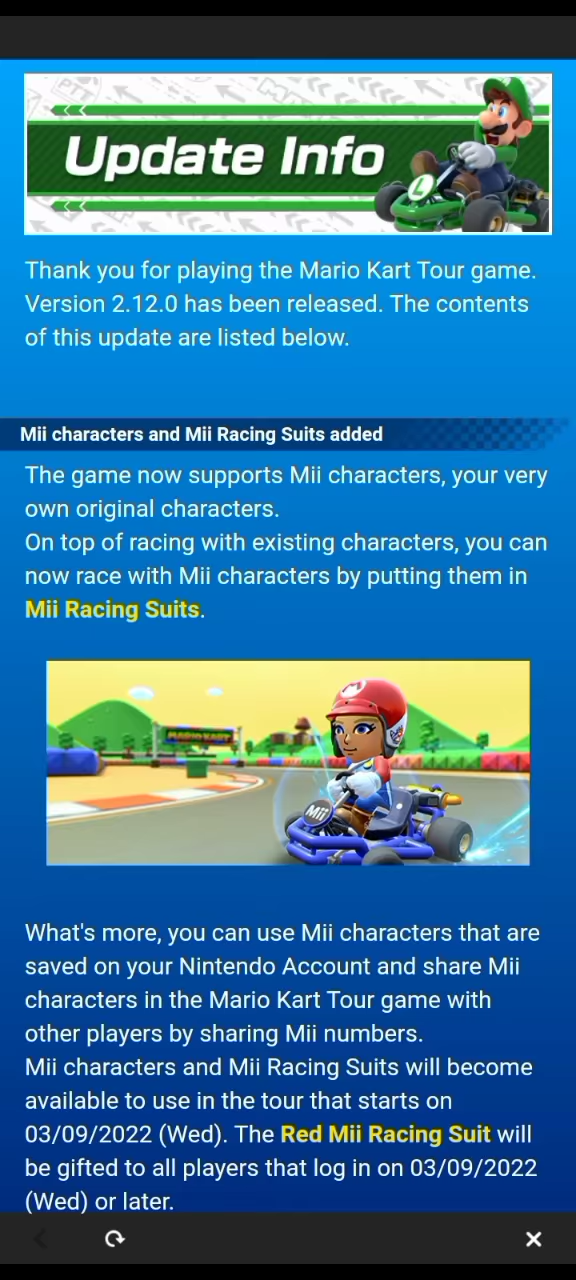 Update Info
L
Thank you for playing the Mario Kart Tour game.
Version 2.12.0 has been released. The contents
of this update are listed below.
Mii characters and Mii Racing Suits added
The game now supports Mii characters, your very
own original characters.
On top of racing with existing characters, you can
now race with Mii characters by putting them in
Mii Racing Suits.
MARIO KART
M
Mii
What's more, you can use Mii characters that are
saved on your Nintendo Account and share Mii
characters in the Mario Kart Tour game with
other players by sharing Mii numbers.
Mii characters and Mii Racing Suits will become
available to use in the tour that starts on
03/09/2022 (Wed). The Red Mii Racing Suit will
be gifted to all players that log in on 03/09/2022
(Wed) or later.